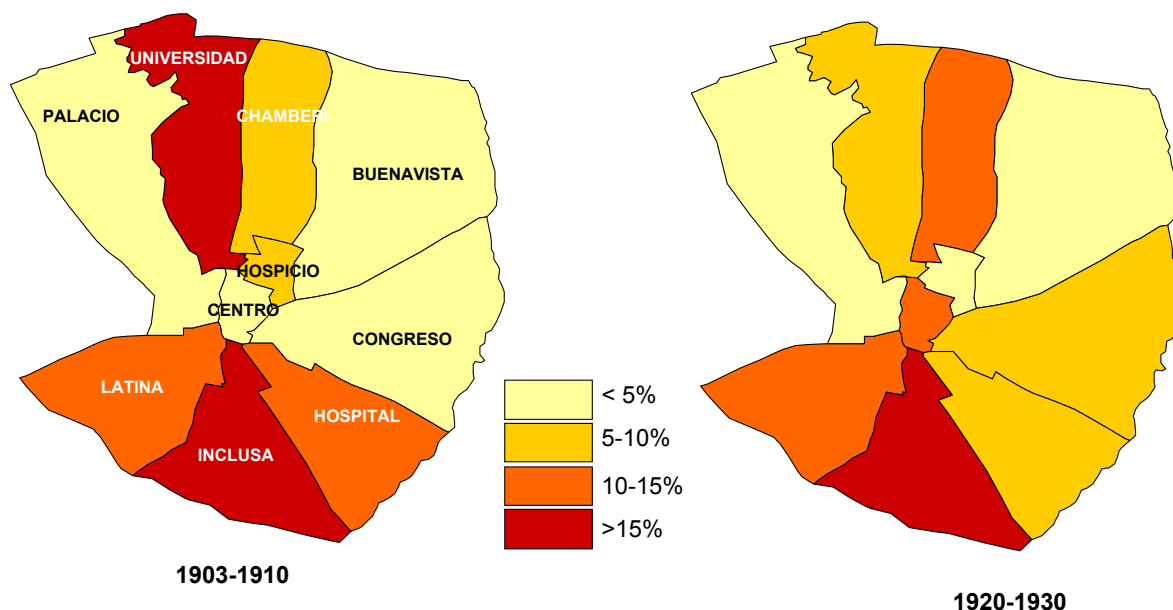 UNIVERSIDAD
PALACIO
CHAMBERI
BUENAVISTA
HOSPICIO
CENTRO
CONGRESO
LATINA
HOSPITAL
INCLUSA
< 5%
5-10%
10-15%
>15%
1903-1910
1920-1930